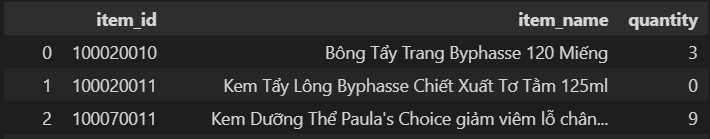 item_id item_name quantity
0 100020010 Bông Tẩy Trang Byphasse 120 Miếng 3
1 100020011 Kem Tẩy Lông Byphasse Chiết Xuất Tơ Tằm 125ml 0
2 100070011 Kem Dưỡng Thể Paula's Choice giảm viêm lỗ chân... 9